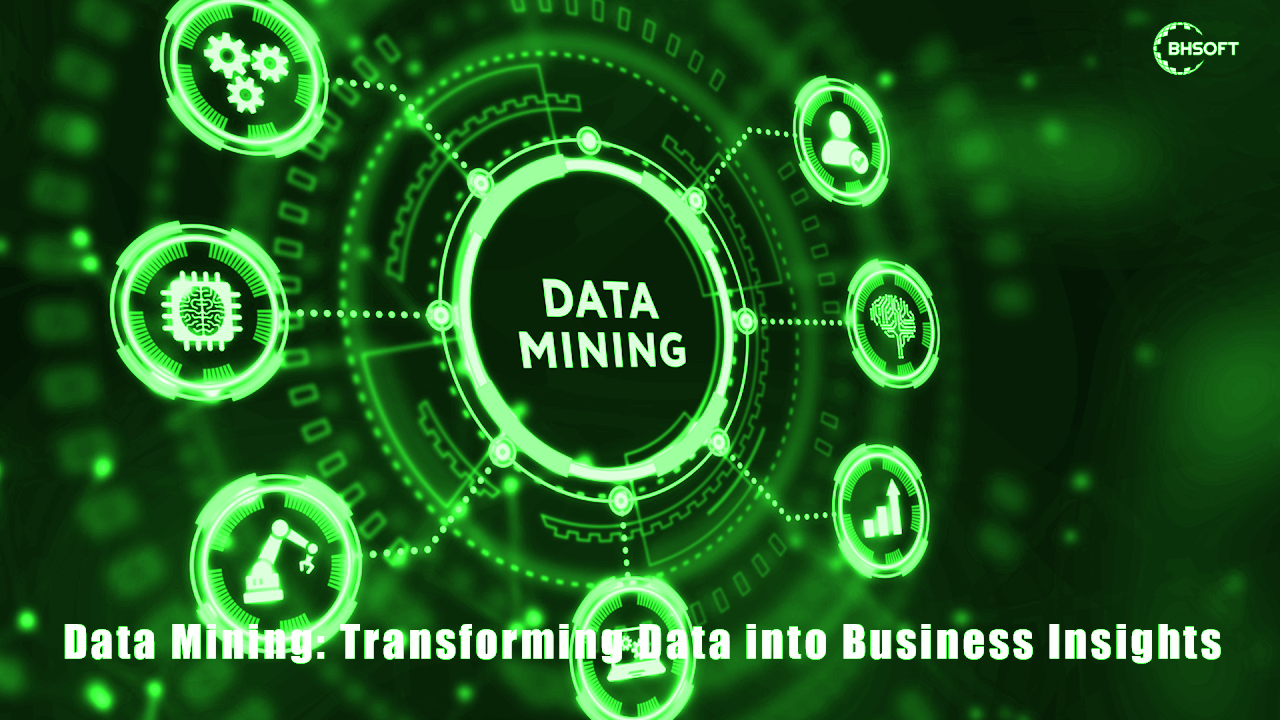 BHSOFT
DATA
MINING
Data Mining: Transforming Data into Business Insights